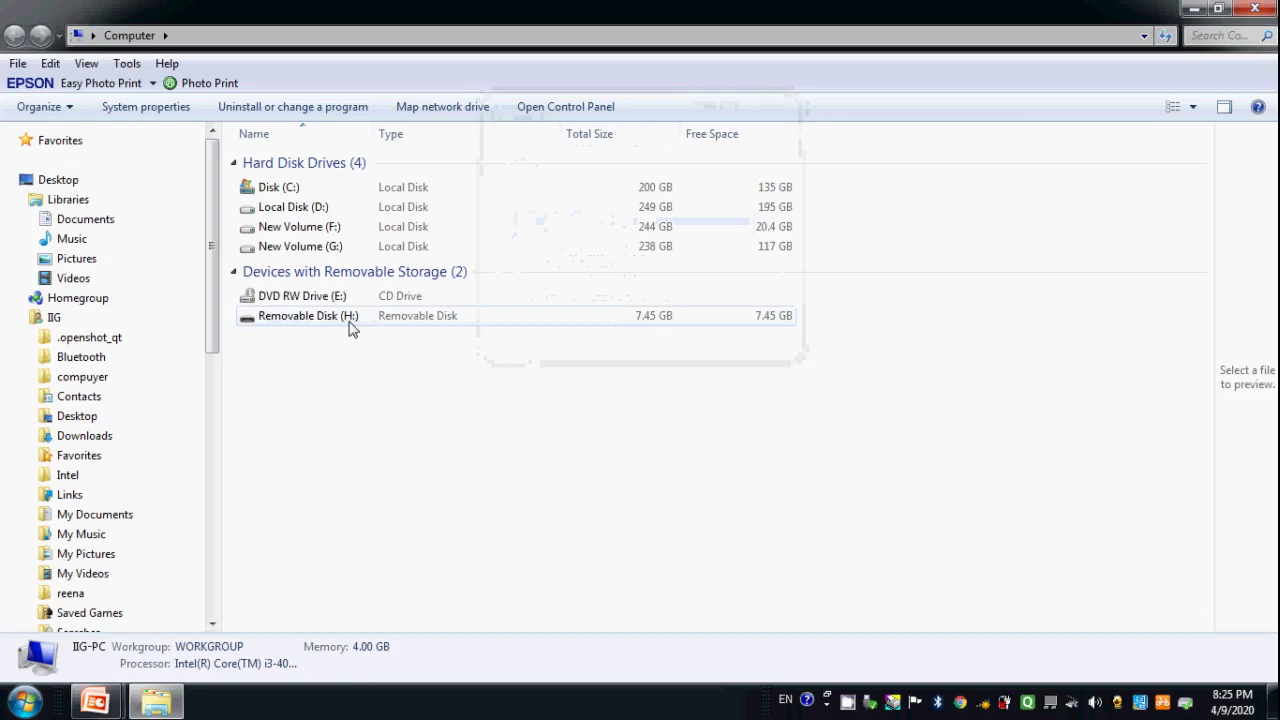 Computer
Search Co...
File Edit View Tools Help
EPSON Easy Photo Print Photo Print
Organize System properties Uninstall or change a program Map network drive Open Control Panel
Favorites
Desktop
Libraries
Documents
Music
Pictures
Videos
Homegroup
IIG
.openshot_qt
Bluetooth
compuyer
Contacts
Desktop
Downloads
Favorites
Intel
Links
My Documents
My Music
My Pictures
My Videos
reena
Saved Games
Name Type Total Size Free Space
Hard Disk Drives (4)
Disk (C:) Local Disk 200 GB 135 GB
Local Disk (D:) Local Disk 249 GB 195 GB
New Volume (F:) Local Disk 244 GB 20.4 GB
New Volume (G:) Local Disk 238 GB 117 GB
Devices with Removable Storage (2)
DVD RW Drive (E:) CD Drive
Removable Disk (H:) Removable Disk 7.45 GB 7.45 GB
Select a file
to preview.
IIG-PC Workgroup: WORKGROUP Memory: 4.00 GB
Processor: Intel(R) Core(TM) i3-40...
EN
8:25 PM
4/9/2020